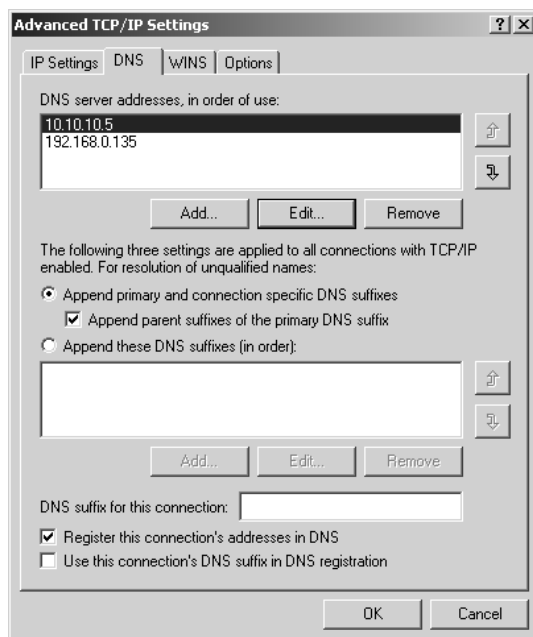 Advanced TCP/IP Settings
IP Settings DNS WINS Options
DNS server addresses, in order of use:
10.10.10.5
192.168.0.135
Add... Edit... Remove
The following three settings are applied to all connections with TCP/IP
enabled. For resolution of unqualified names:
Append primary and connection specific DNS suffixes
Append parent suffixes of the primary DNS suffix
Append these DNS suffixes (in order):
Add... Edit... Remove
DNS suffix for this connection:
Register this connection's addresses in DNS
Use this connection's DNS suffix in DNS registration
OK Cancel